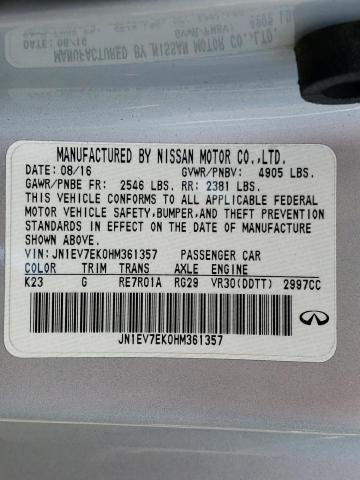 MANUFACTURED BY NISSAN MOTOR CO.,LTD.
DATE: 08/16 GVWR/PNBV: 4905 LBS.
GAWR/PNBE FR: 2546 LBS. RR: 2381 LBS.
THIS VEHICLE CONFORMS TO ALL APPLICABLE FEDERAL
MOTOR VEHICLE SAFETY,BUMPER,AND THEFT PREVENTION
STANDARDS IN EFFECT ON THE DATE OF MANUFACTURE
SHOWN ABOVE.
VIN: JN1EV7EK0HM361357 PASSENGER CAR
COLOR TRIM TRANS AXLE ENGINE
K23 G RE7R01A RG29 VR30(DDTT) 2997CC
JN1EV7EK0HM361357